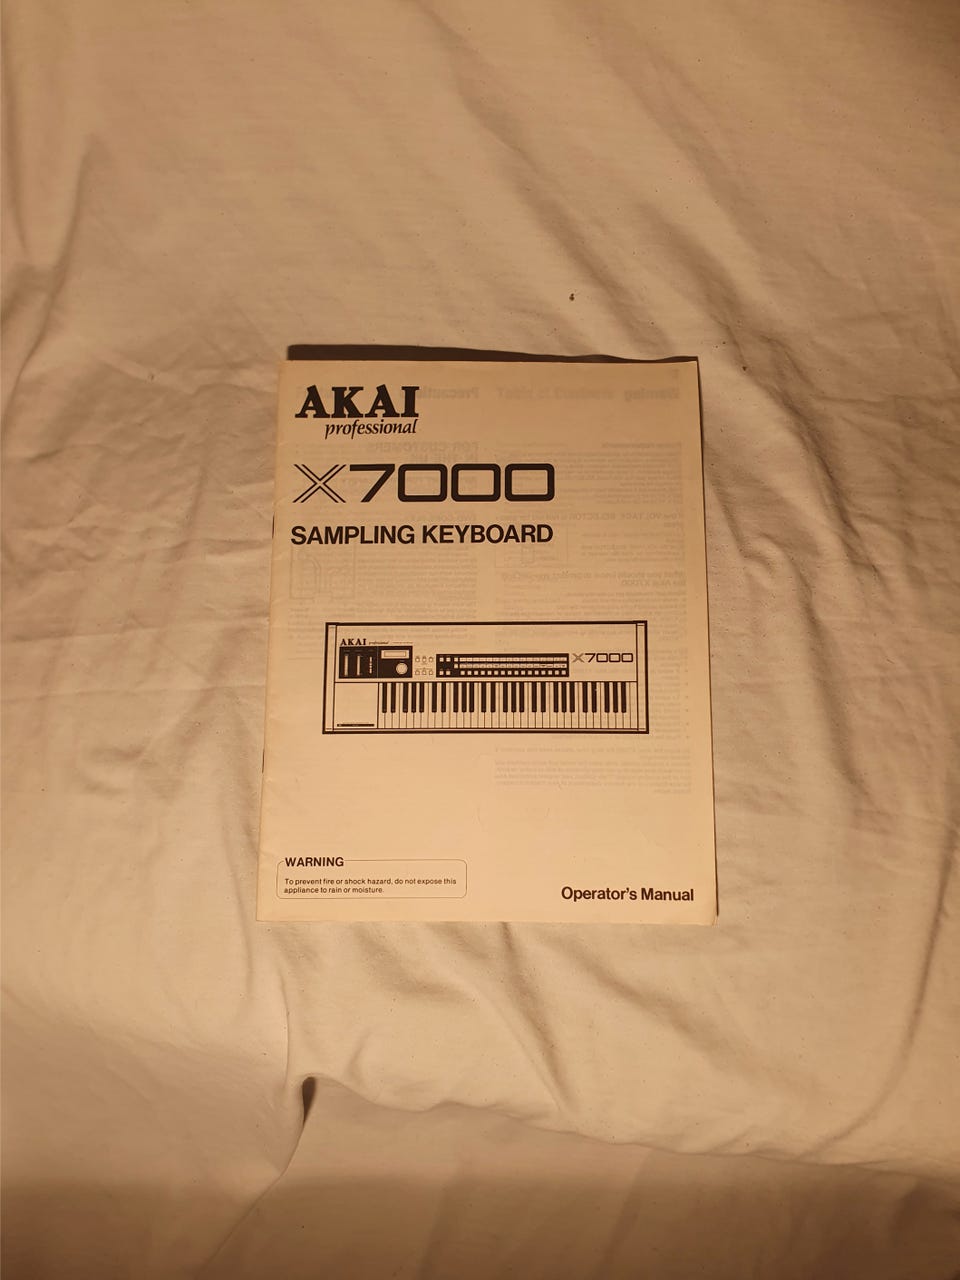 AKAI
professional
X7000
SAMPLING KEYBOARD
AKAI professional
X7000
WARNING
To prevent fire or shock hazard, do not expose this
appliance to rain or moisture.
Operator's Manual